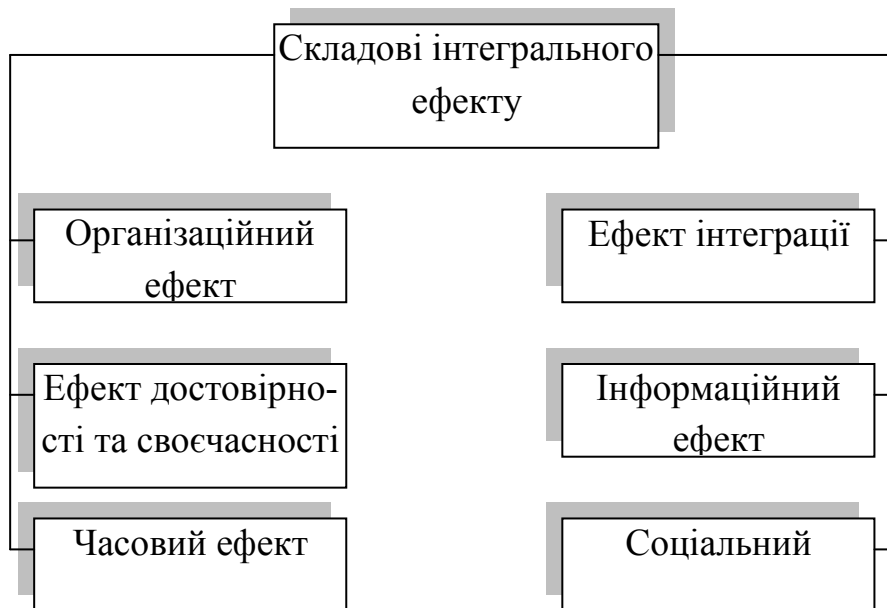 Складові інтегрального
ефекту
Організаційний
ефект
Ефект інтеграції
Ефект достовірно-
сті та своєчасності
Інформаційний
ефект
Часовий ефект
Соціальний